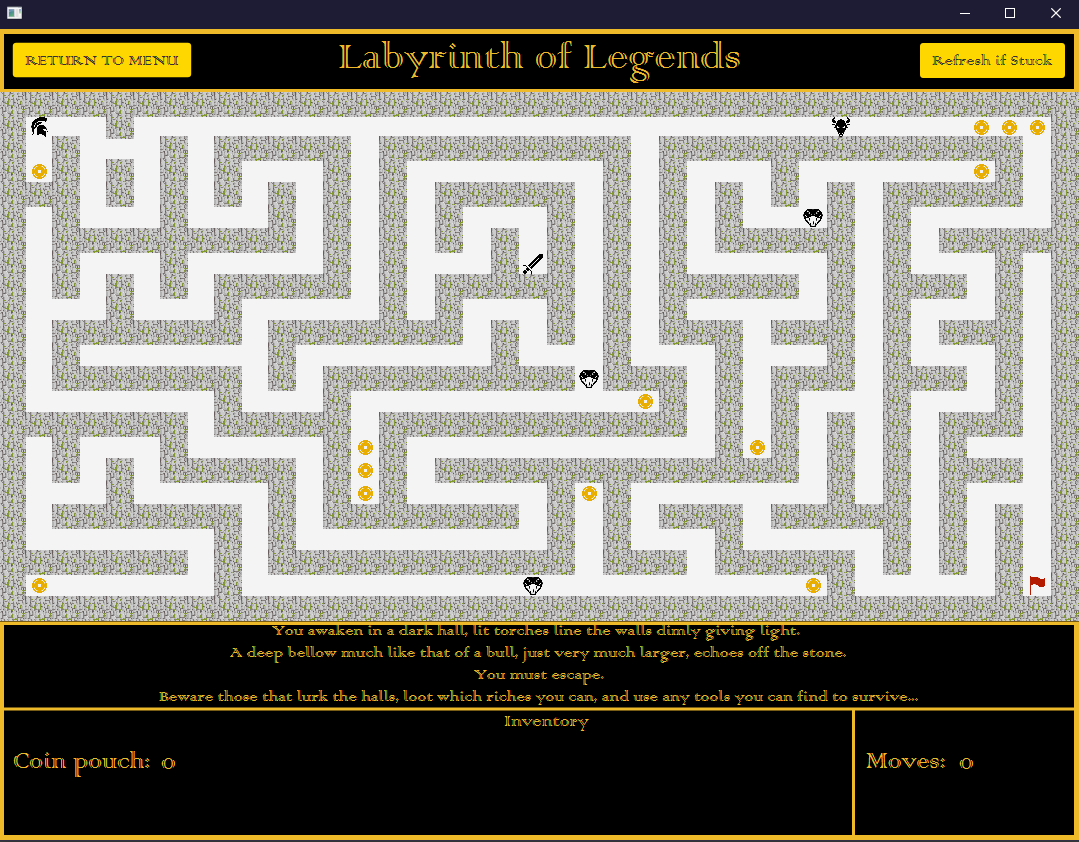 RETURN TO MENU
Labyrinth of Legends
Refresh if Stuck
You awaken in a dark hall, lit torches line the walls dimly giving light.
A deep bellow much like that of a bull, just very much larger, echoes off the stone.
You must escape.
Beware those that lurk the halls, loot which riches you can, and use any tools you can find to survive...
Inventory
Coin pouch: 0
Moves: 0